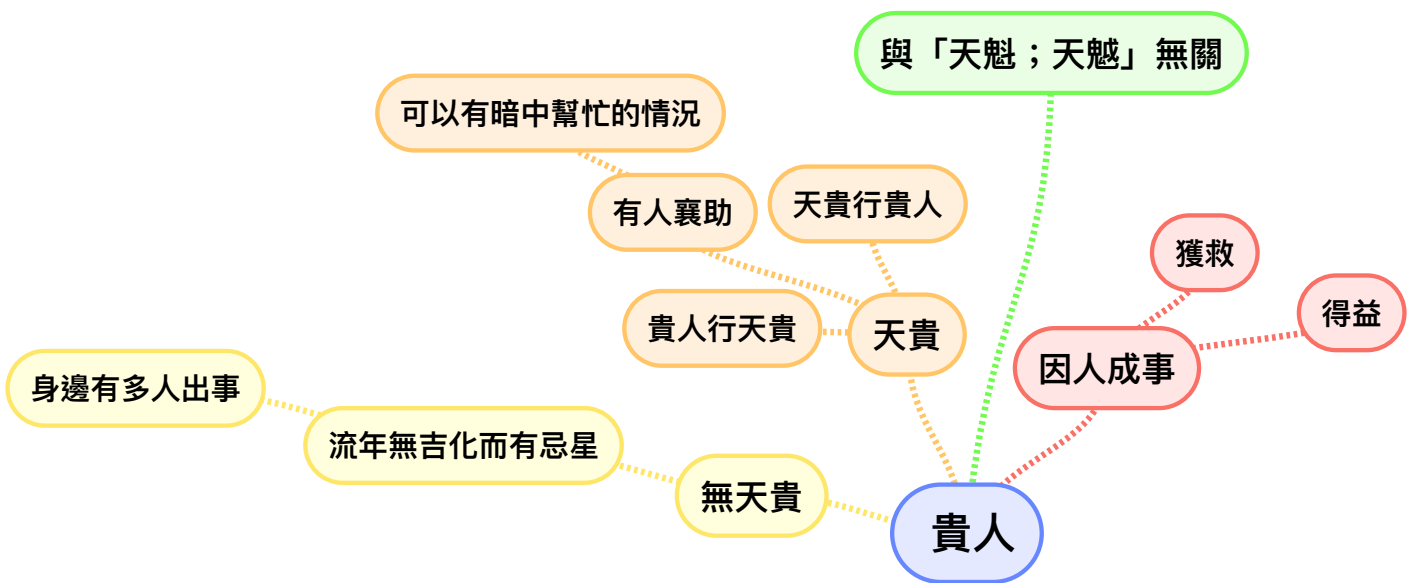 與「天魁；天魆」無關
可以有暗中幫忙的情況
有人襄助
天貴行貴人
獲救
貴人行天貴
天貴
得益
因人成事
身邊有多人出事
流年無吉化而有忌星
無天貴
貴人